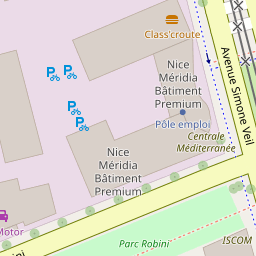 Class'croute
Nice
Méridia
Bâtiment
Premium
Pôle emploi
Centrale
Méditerranée
Avenue Simone Veil
Nice
Méridia
Bâtiment
Premium
Motor
Parc Robini
ini
ISCOM